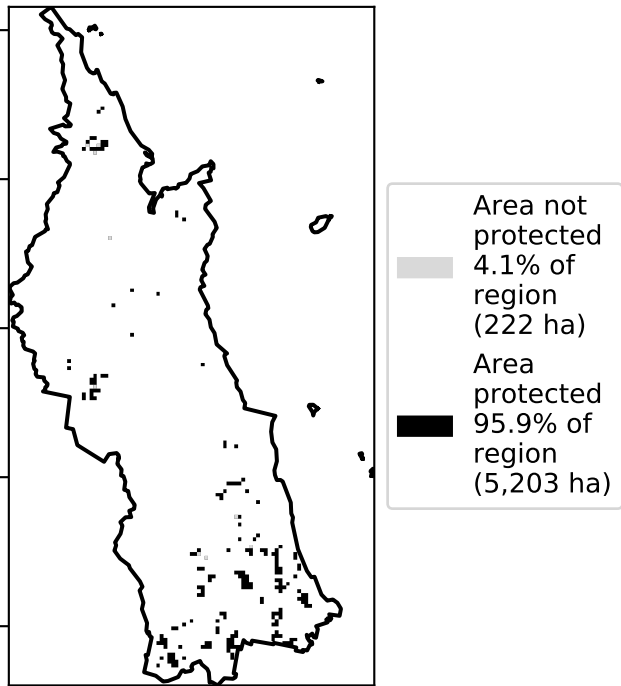 Area not
protected
4.1% of
region
(222 ha)
Area
protected
95.9% of
region
(5,203 ha)